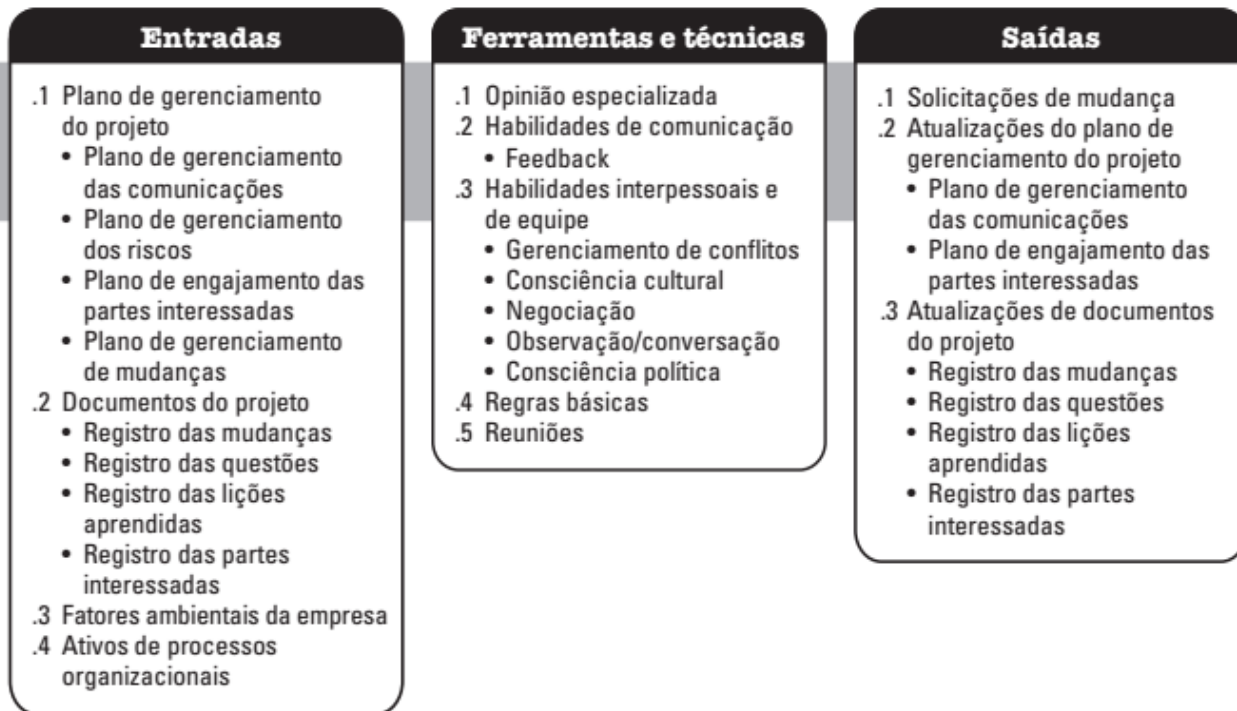 Entradas
.1 Plano de gerenciamento
do projeto
• Plano de gerenciamento
das comunicações
• Plano de gerenciamento
dos riscos
• Plano de engajamento das
partes interessadas
• Plano de gerenciamento
de mudanças
.2 Documentos do projeto
• Registro das mudanças
• Registro das questões
• Registro das lições
aprendidas
• Registro das partes
interessadas
.3 Fatores ambientais da empresa
.4 Ativos de processos
organizacionais
Ferramentas e técnicas
.1 Opinião especializada
.2 Habilidades de comunicação
• Feedback
.3 Habilidades interpessoais e
de equipe
• Gerenciamento de conflitos
• Consciência cultural
• Negociação
• Observação/conversação
• Consciência política
.4 Regras básicas
.5 Reuniões
Saídas
.1 Solicitações de mudança
.2 Atualizações do plano de
gerenciamento do projeto
• Plano de gerenciamento
das comunicações
• Plano de engajamento das
partes interessadas
.3 Atualizações de documentos
do projeto
• Registro das mudanças
• Registro das questões
• Registro das lições
aprendidas
• Registro das partes
interessadas